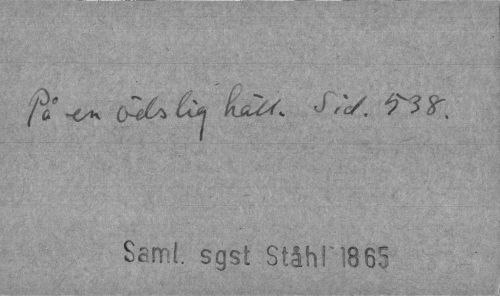 På en ödslig häll. Sid. 538.
Saml. sgst Ståhl 1865